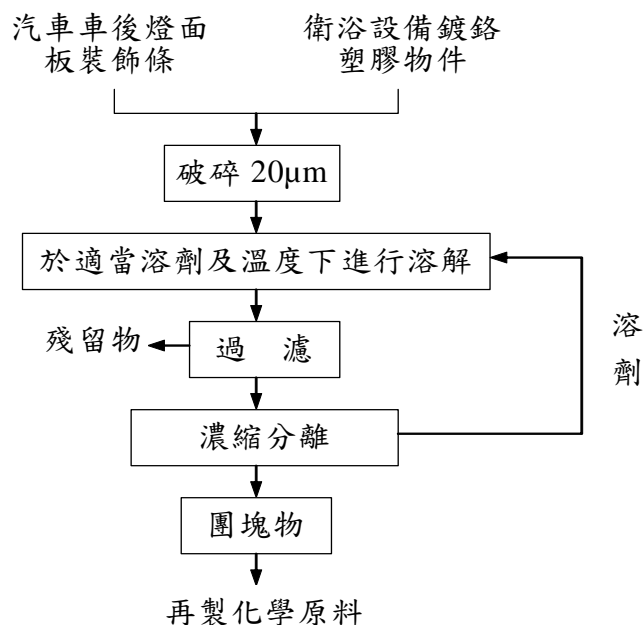 汽車車後燈面
板裝飾條
衛浴設備鍍鉻
塑膠物件
破碎 20μm
於適當溶劑及溫度下進行溶解
殘留物
過　濾
溶
劑
濃縮分離
團塊物
再製化學原料